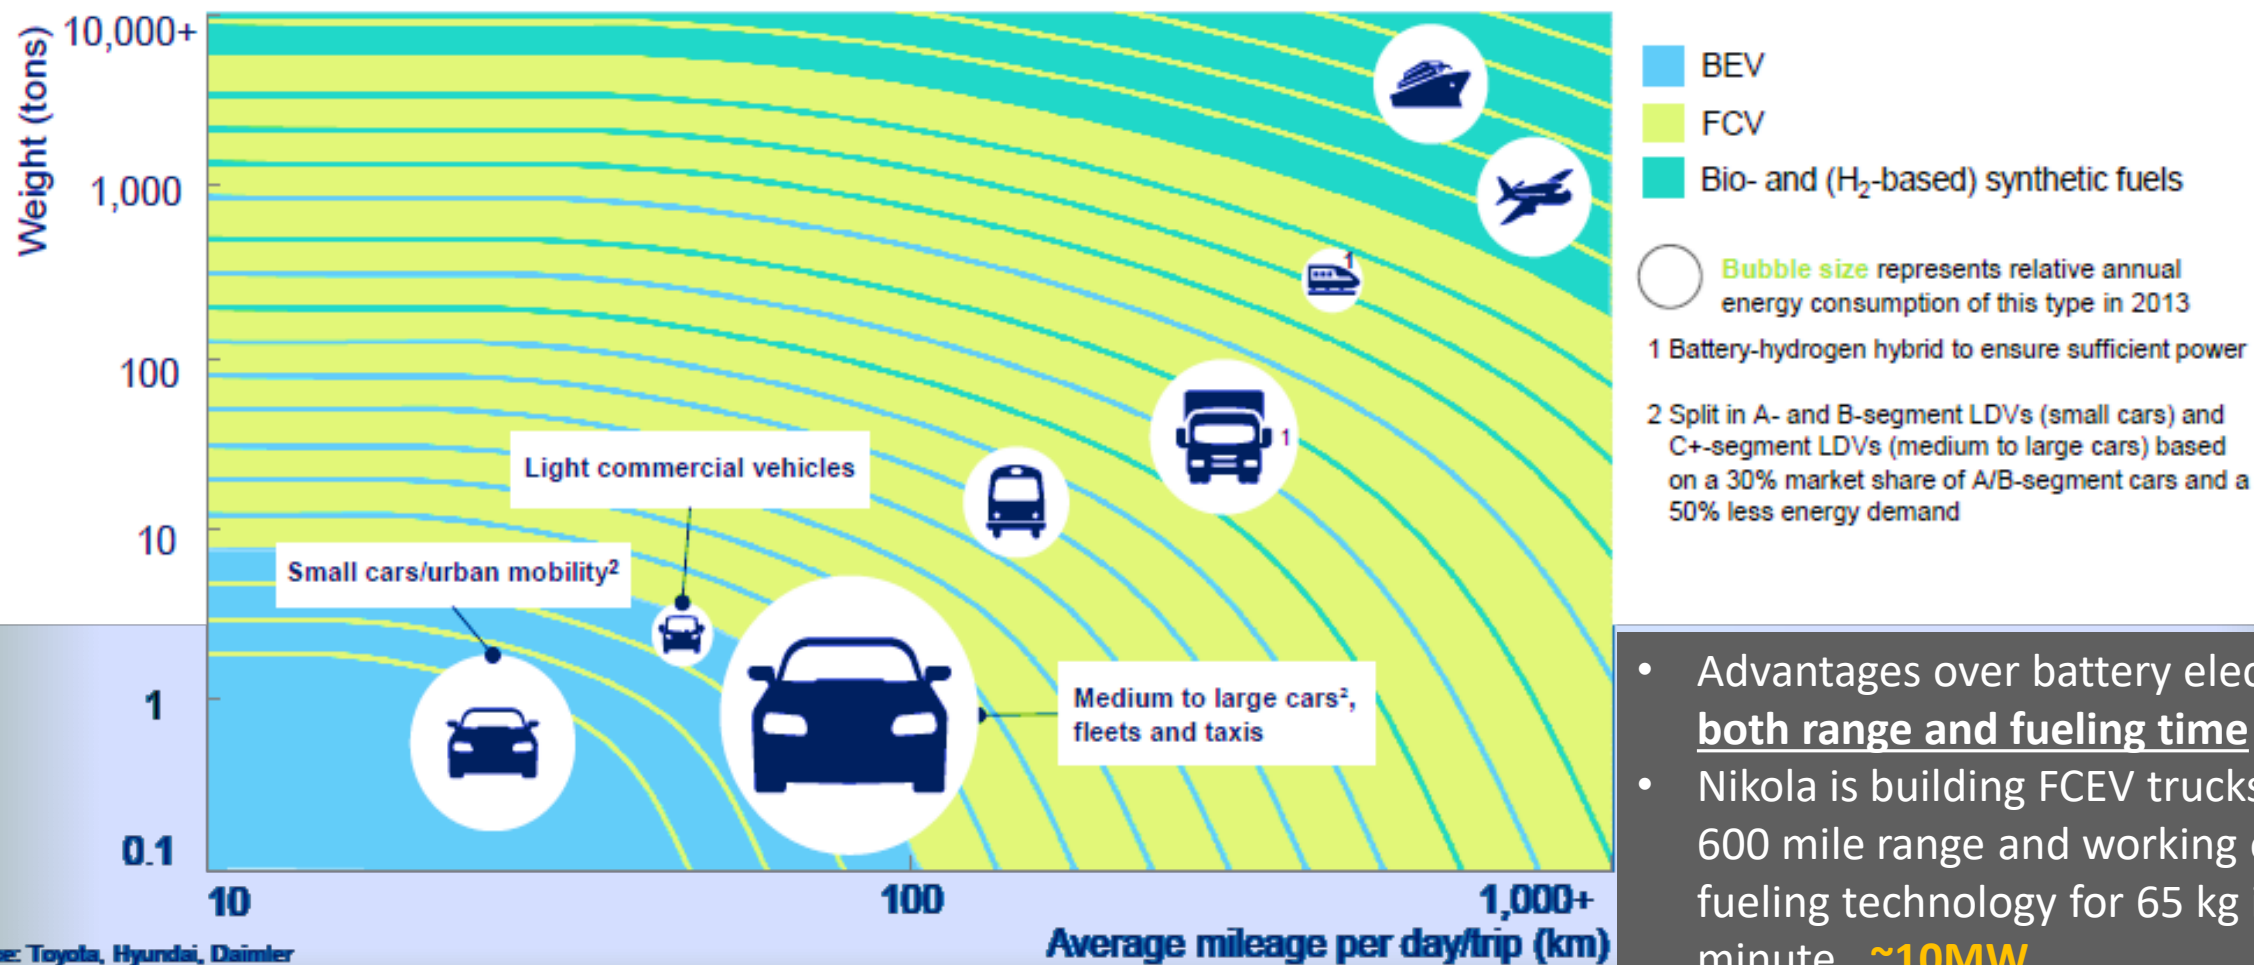 Weight (tons)
10,000+
1,000
100
10
1
0.1
Light commercial vehicles
Small cars/urban mobility²
Medium to large cars²,
fleets and taxis
1
1
10
100
1,000+
Average mileage per day/trip (km)
Toyota, Hyundai, Daimler
BEV
FCV
Bio- and (H₂-based) synthetic fuels
Bubble size represents relative annual
energy consumption of this type in 2013
1 Battery-hydrogen hybrid to ensure sufficient power
2 Split in A- and B-segment LDVs (small cars) and
C+-segment LDVs (medium to large cars) based
on a 30% market share of A/B-segment cars and a
50% less energy demand
• Advantages over battery elec
both range and fueling time
• Nikola is building FCEV trucks
600 mile range and working
fueling technology for 65 kg
minute ~10MW